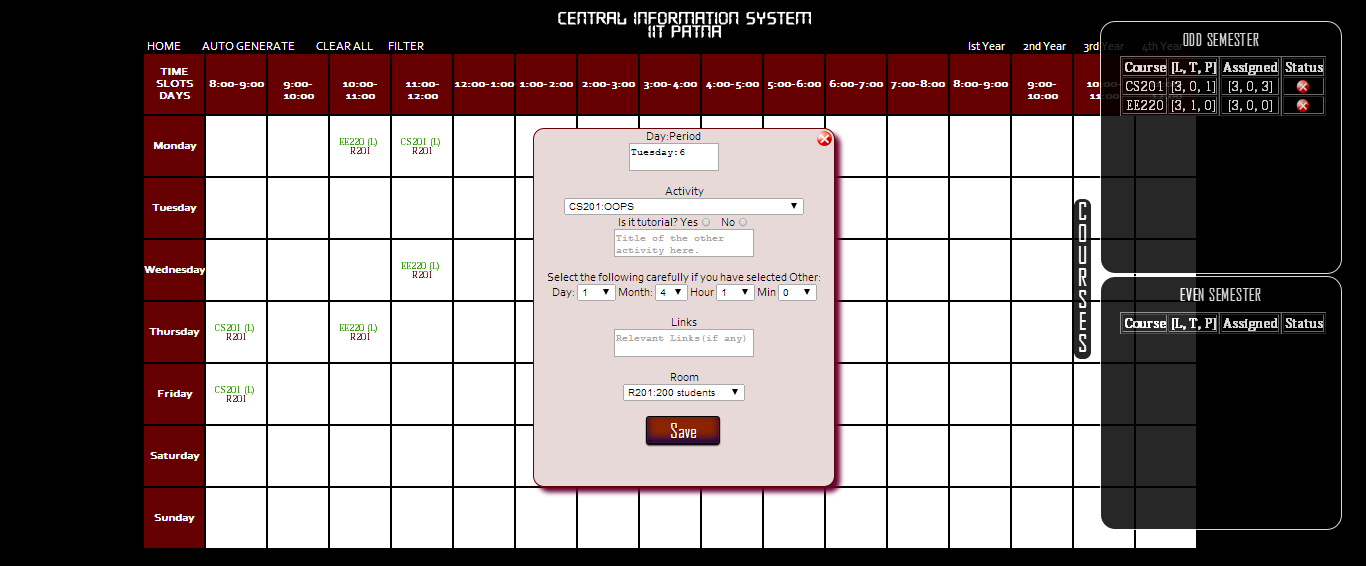 CENTRAL INFORMATION SYSTEM
IIT PATNA
HOME AUTO GENERATE CLEAR ALL FILTER 1st Year 2nd Year 3rd Year 4th Year
TIME SLOTS DAYS 8:00-9:00 9:00-10:00 10:00-11:00 11:00-12:00 12:00-1:00 1:00-2:00 2:00-3:00 3:00-4:00 4:00-5:00 5:00-6:00 6:00-7:00 7:00-8:00 8:00-9:00 9:00-10:00
Monday EE220 (L) CS201 (L)
R201 R201
Tuesday
Wednesday EE220 (L)
R201
Thursday CS201 (L) EE220 (L)
R201 R201
Friday CS201 (L)
R201
Saturday
Sunday
Day:Period
Tuesday:6
Activity
CS201:OOPS
Is it tutorial? Yes No
Title of the other
activity here.
Select the following carefully if you have selected Other:
Day: 1 Month: 4 Hour 1 Min 0
Links
Relevant Links(if any)
Room
R201:200 students
Save
COURSES
ODD SEMESTER
Course [L, T, P] Assigned Status
CS201 [3, 0, 1] [3, 0, 3]
EE220 [3, 1, 0] [3, 0, 0]
EVEN SEMESTER
Course [L, T, P] Assigned Status